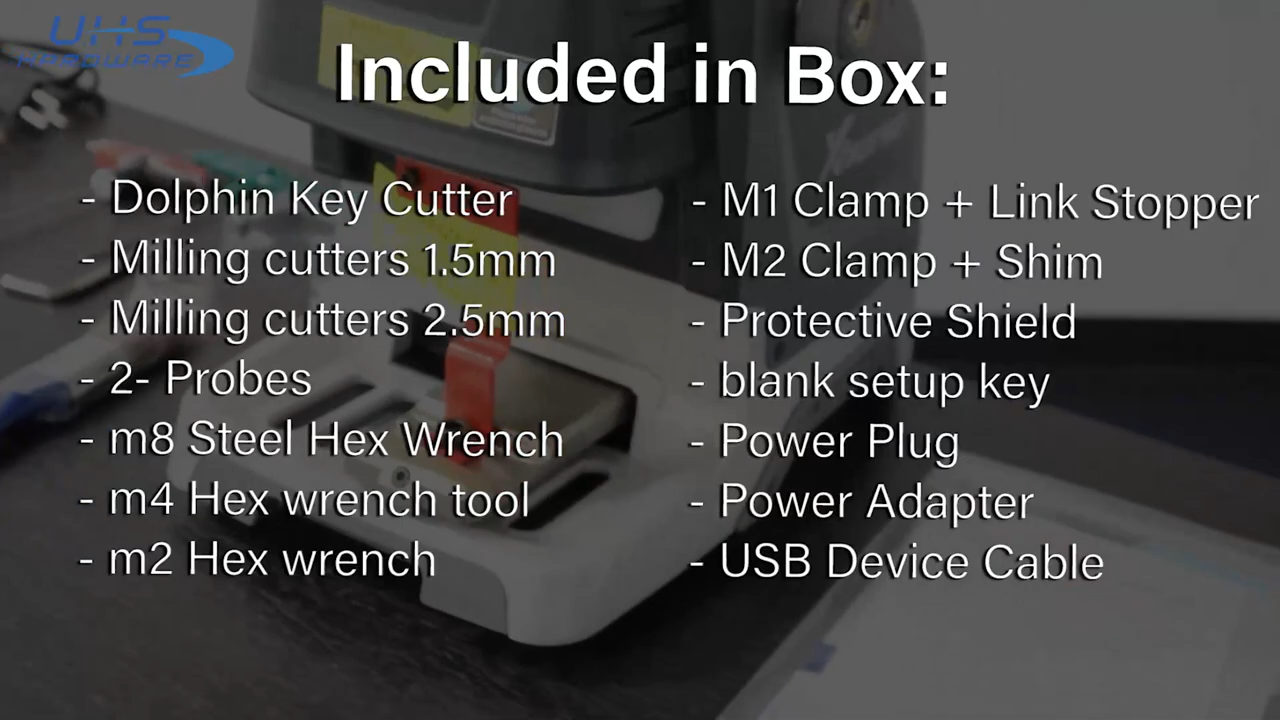 UHS
HARDWARE
Included in Box:
- Dolphin Key Cutter
- Milling cutters 1.5mm
- Milling cutters 2.5mm
- 2- Probes
- m8 Steel Hex Wrench
- m4 Hex wrench tool
- m2 Hex wrench
- M1 Clamp + Link Stopper
- M2 Clamp + Shim
- Protective Shield
- blank setup key
- Power Plug
- Power Adapter
- USB Device Cable